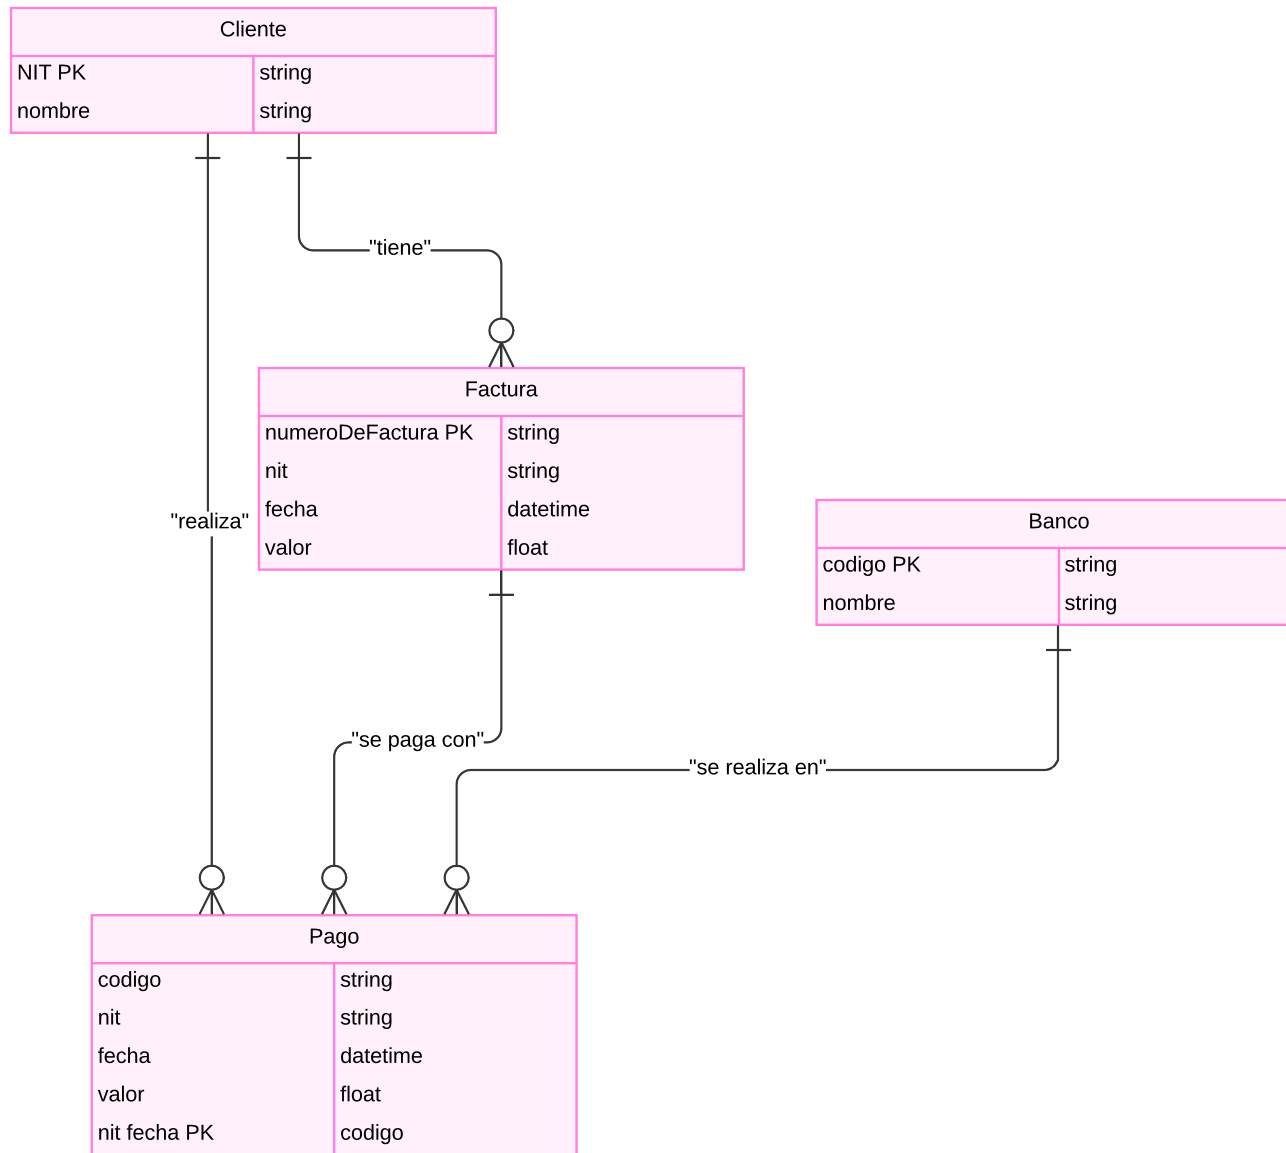 Cliente
NIT PK string
nombre string
"tiene"
Factura
numeroDeFactura PK string
nit string
fecha datetime
valor float
"realiza"
Banco
codigo PK string
nombre string
"se paga con"
"se realiza en"
Pago
codigo string
nit string
fecha datetime
valor float
nit fecha PK codigo